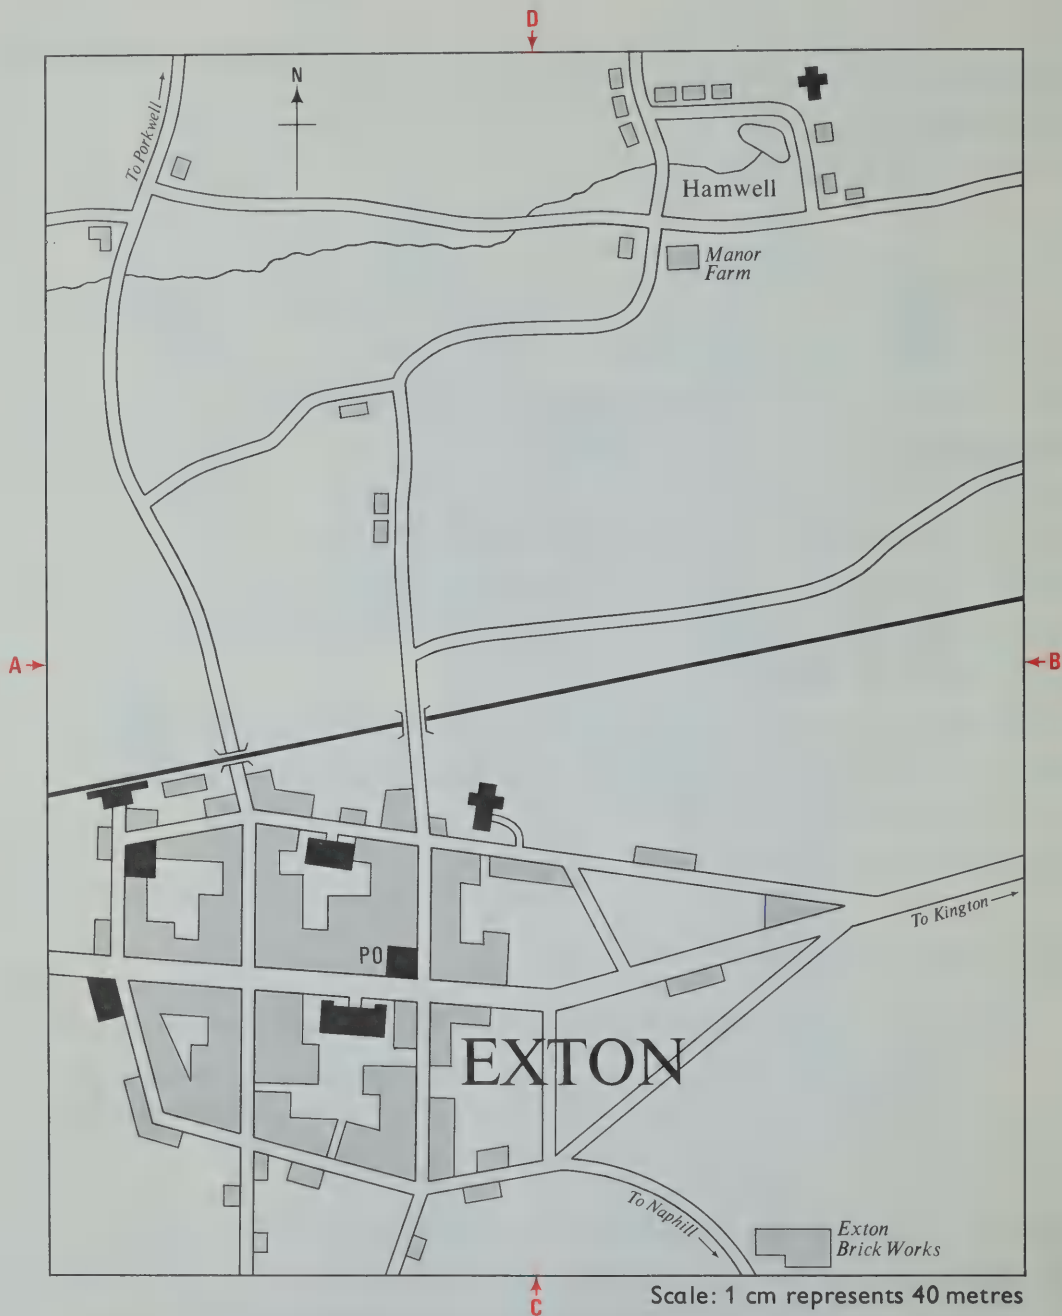 D
N
To Porkwell
Hamwell
Manor
Farm
A
B
To Kington
PO
EXTON
To Naphill
Exton
Brick Works
C
Scale: 1 cm represents 40 metres